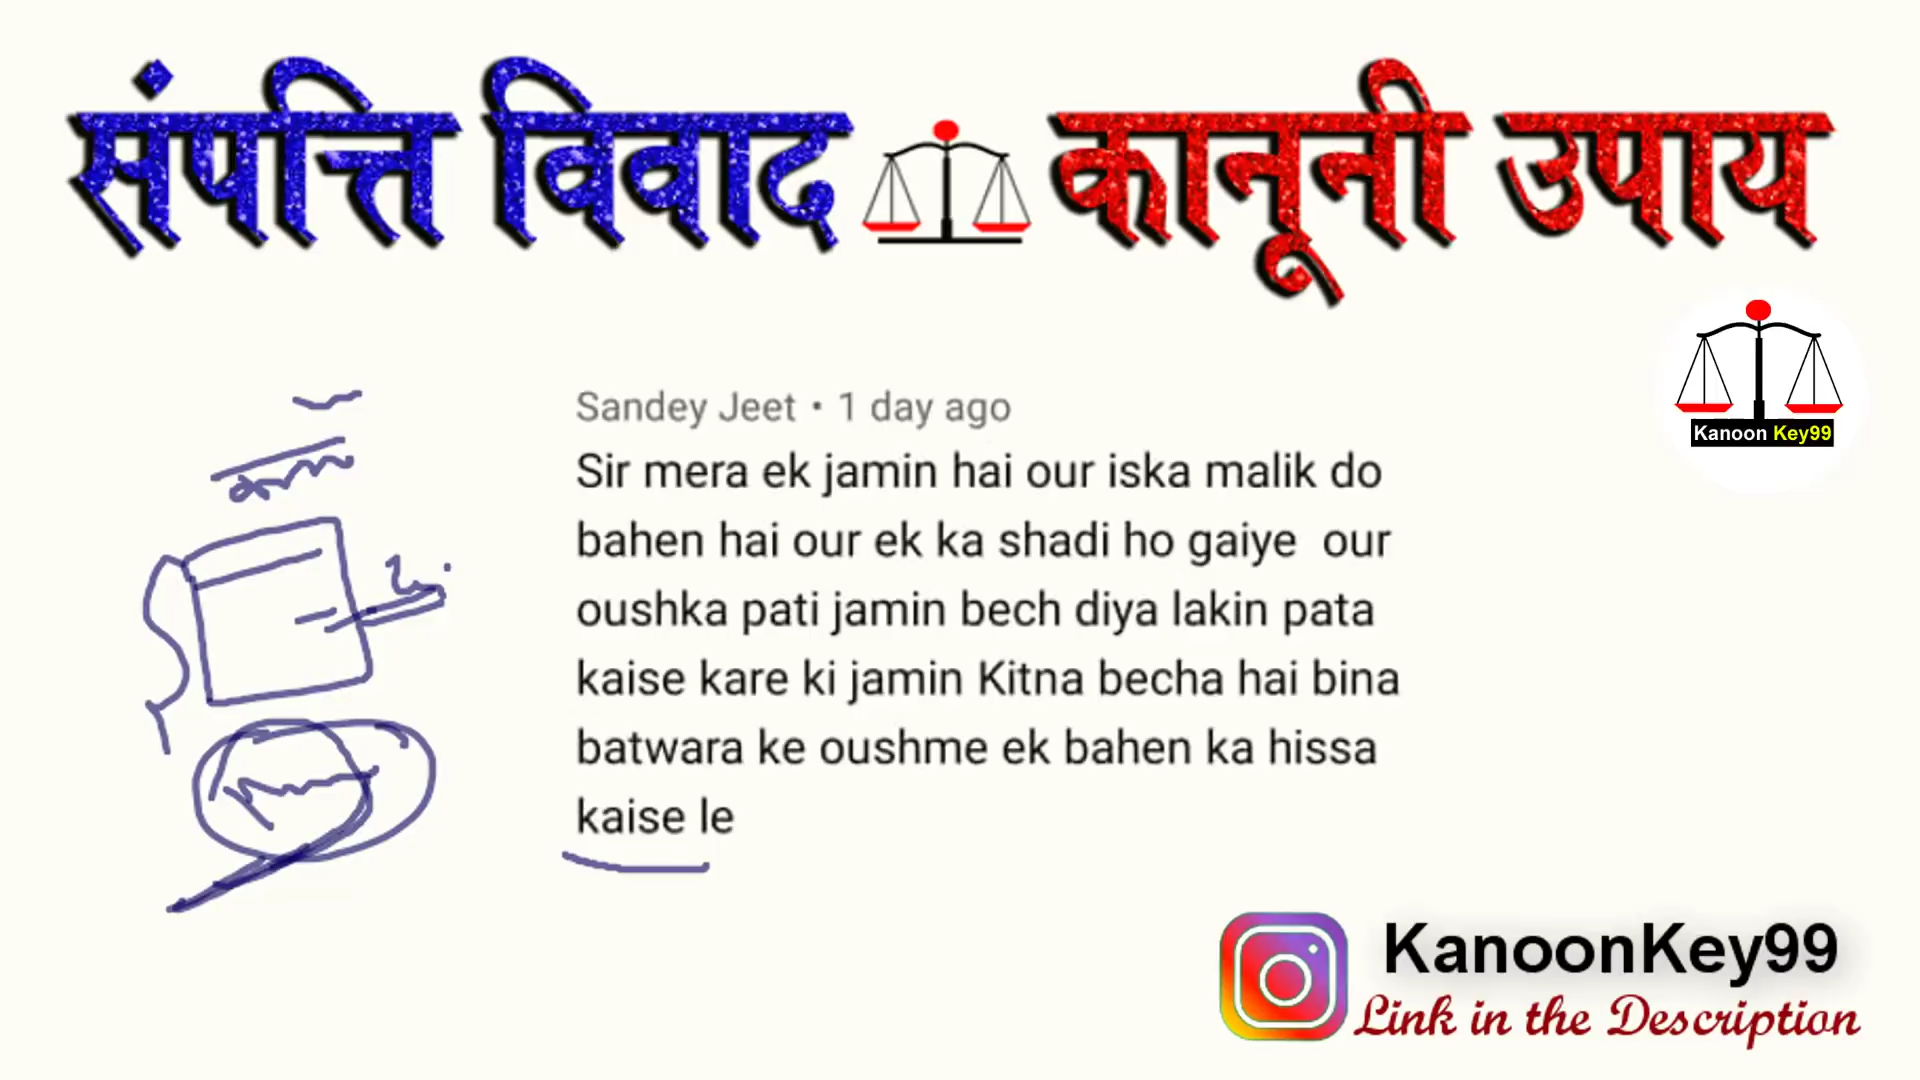 संपत्ति विवाद कानूनी उपाय
Kanoon Key99
Sandey Jeet • 1 day ago
Sir mera ek jamin hai our iska malik do
bahen hai our ek ka shadi ho gaiye our
oushka pati jamin bech diya lakin pata
kaise kare ki jamin Kitna becha hai bina
batwara ke oushme ek bahen ka hissa
kaise le
KanoonKey99
Link in the Description